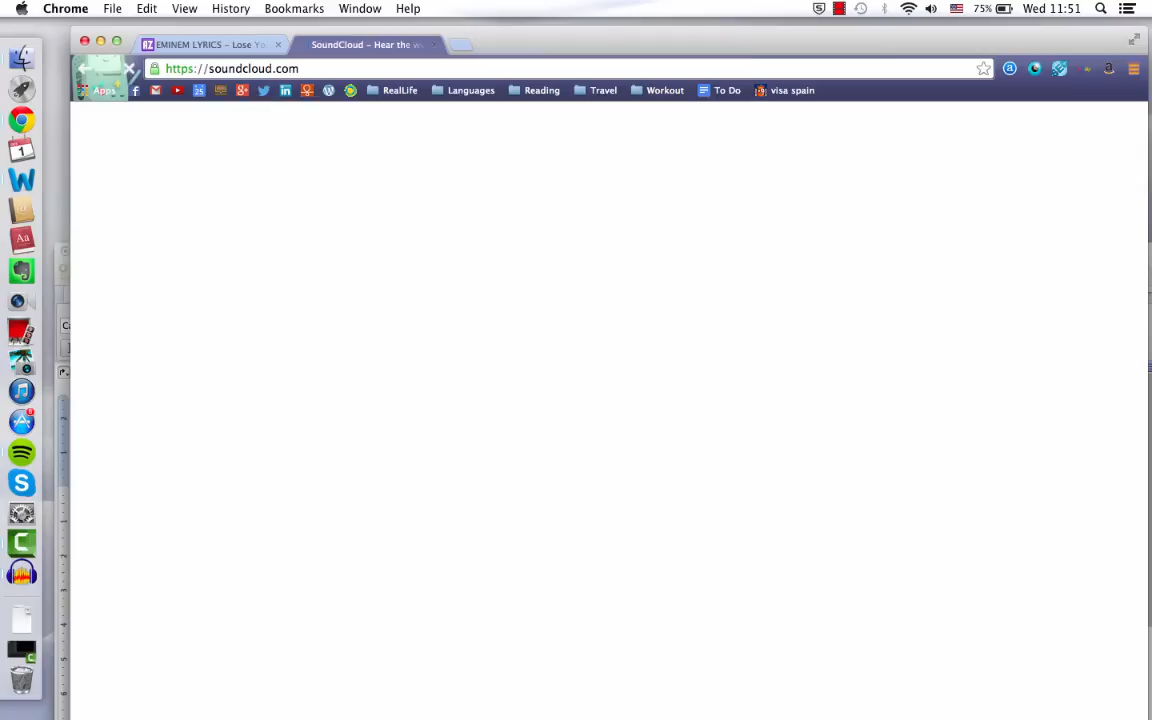 Chrome File Edit View History Bookmarks Window Help 75% Wed 11:51
EMINEM LYRICS - Lose Yo SoundCloud - Hear the w
https://soundcloud.com
Apps RealLife Languages Reading Travel Workout To Do visa spain